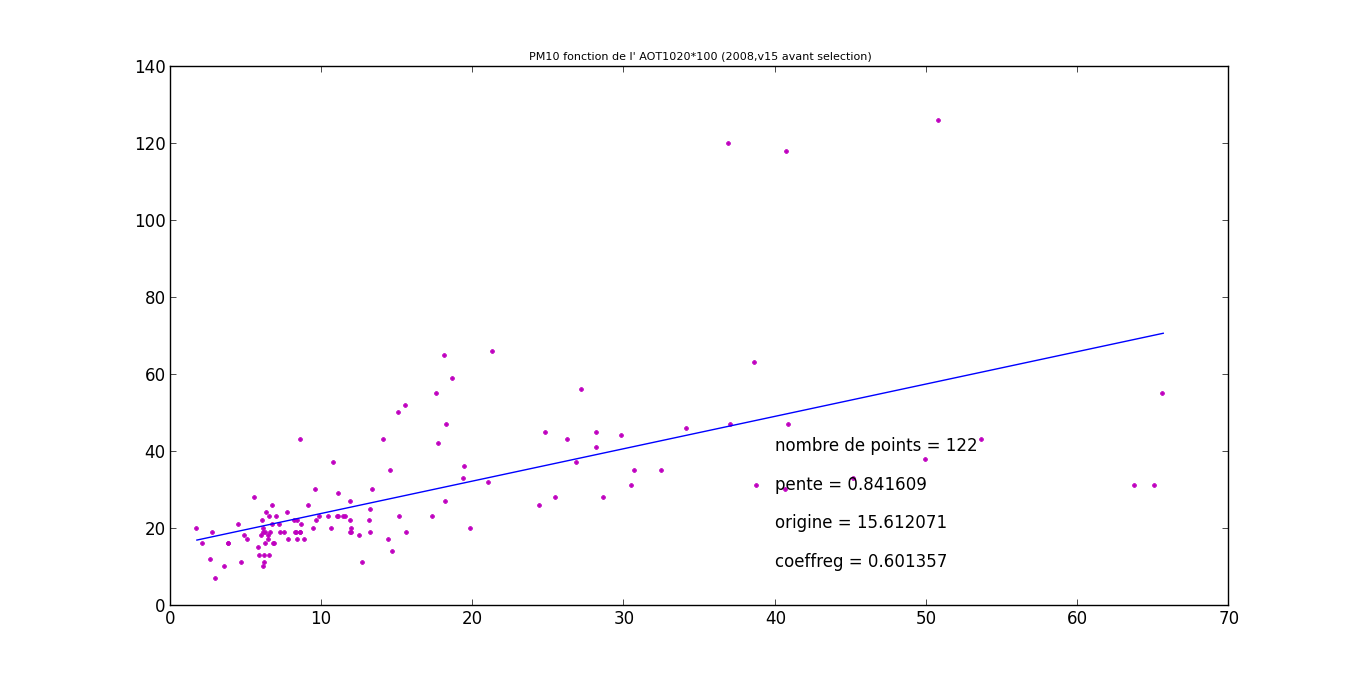 PM10 fonction de l' AOT1020*100 (2008,v15 avant selection)
140
120
100
80
60
40
20
0
nombre de points = 122
pente = 0.841609
origine = 15.612071
coeffreg = 0.601357
0 10 20 30 40 50 60 70